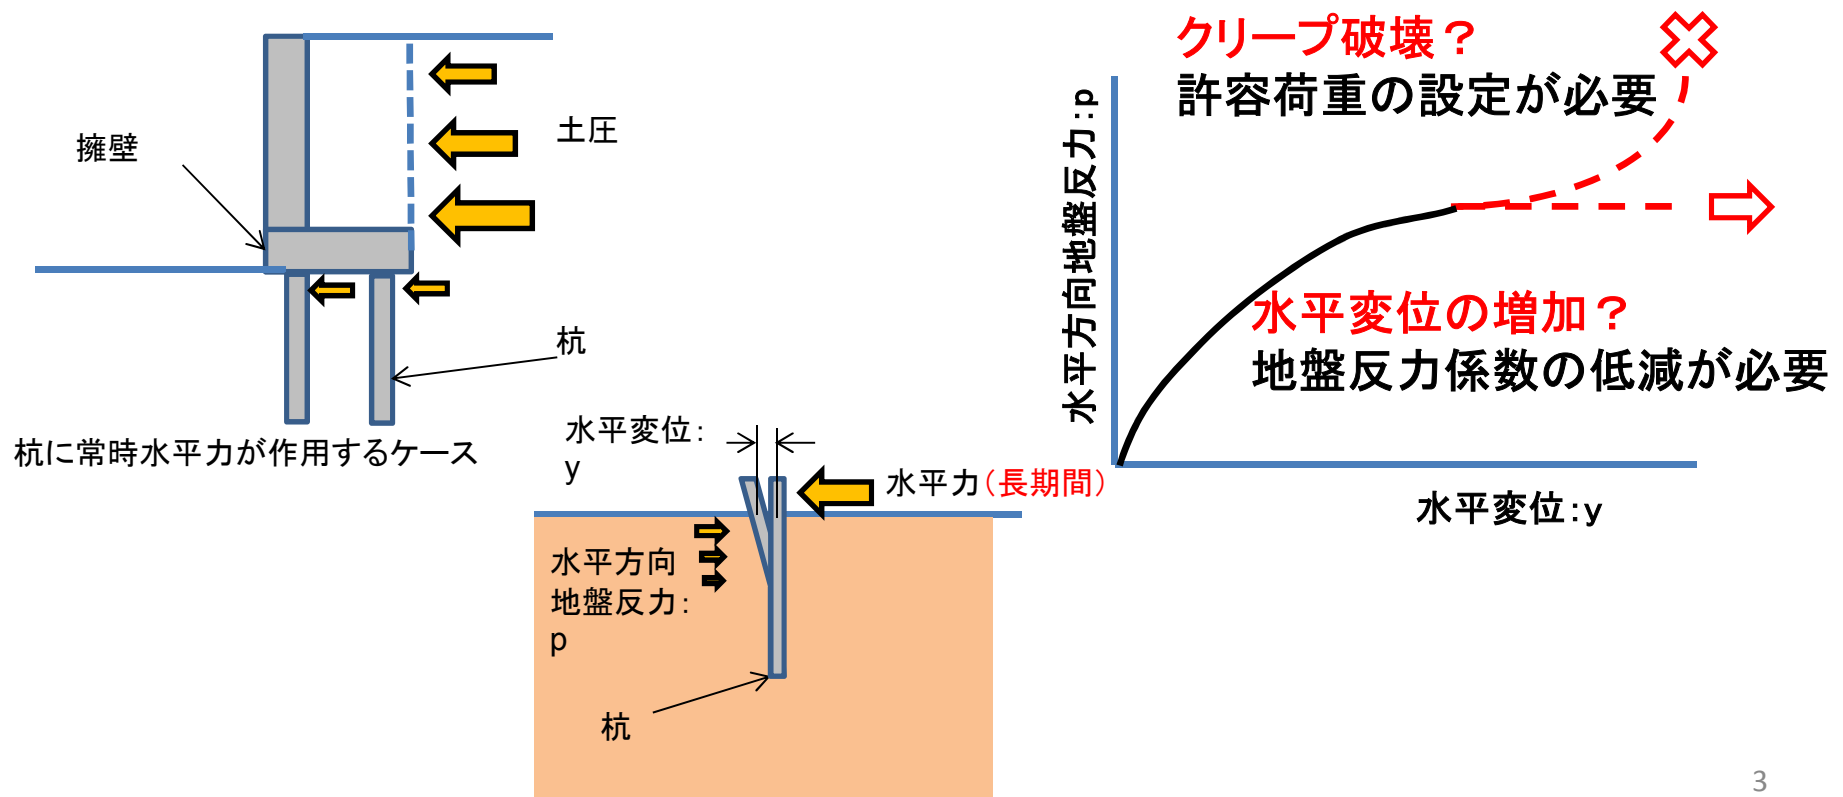 擁壁
土圧
杭
杭に常時水平力が作用するケース
水平変位：
y
水平力（長期間）
水平方向
地盤反力：
p
杭
クリープ破壊？
許容荷重の設定が必要
水平方向地盤反力：p
水平変位の増加？
地盤反力係数の低減が必要
水平変位：y
3